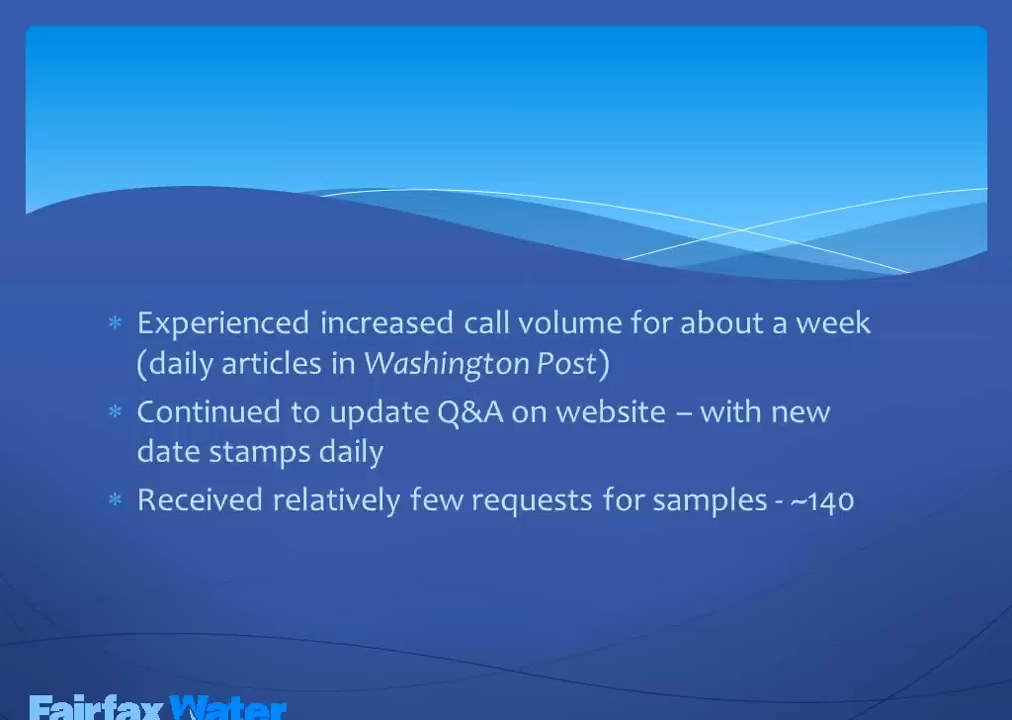 * Experienced increased call volume for about a week
(daily articles in Washington Post)
* Continued to update Q&A on website – with new
date stamps daily
* Received relatively few requests for samples - ~140
Fairfax Water